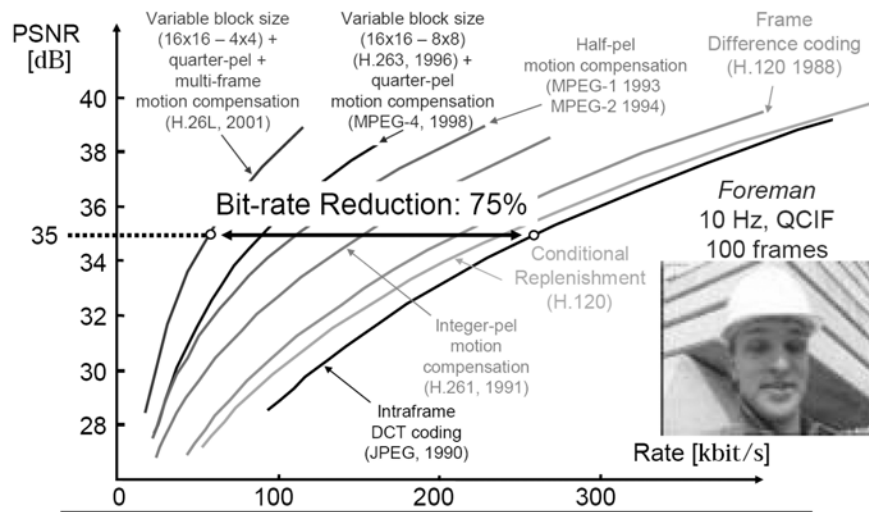 PSNR
[dB]
Variable block size
(16x16 – 4x4) +
quarter-pel +
multi-frame
motion compensation
(H.26L, 2001)
Variable block size
(16x16 – 8x8)
(H.263, 1996) +
quarter-pel
motion compensation
(MPEG-4, 1998)
Half-pel
motion compensation
(MPEG-1 1993
MPEG-2 1994)
Frame
Difference coding
(H.120 1988)
40
38
36
35
34
32
30
28
Bit-rate Reduction: 75%
Foreman
10 Hz, QCIF
100 frames
Conditional
Replenishment
(H.120)
Integer-pel
motion
compensation
(H.261, 1991)
Intraframe
DCT coding
(JPEG, 1990)
Rate [kbit/s]
0
100
200
300